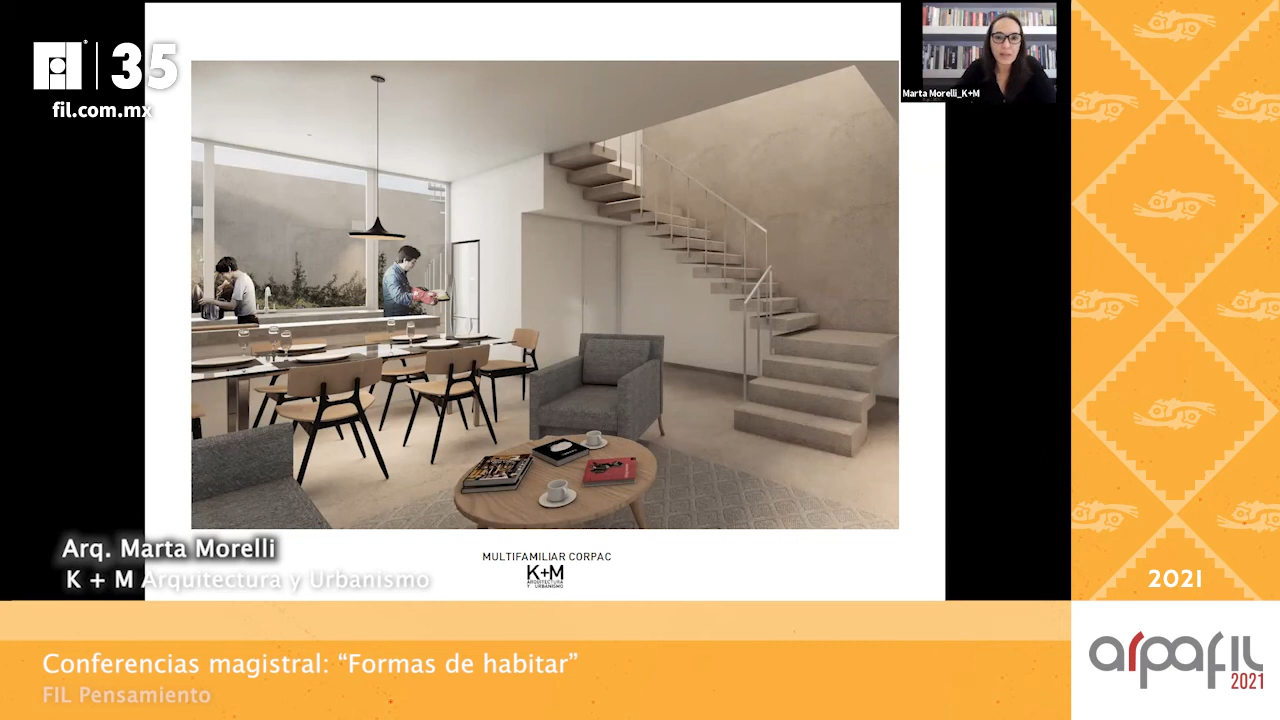 FIL | 35
fil.com.mx
Marta Morelli_K+M
MULTIFAMILIAR CORPAC
K+M
ARQUITECTURA
Y URBANISMO
Arq. Marta Morelli
K + M Arquitectura y Urbanismo
Conferencias magistral: “Formas de habitar”
FIL Pensamiento
2021
arpafil
2021